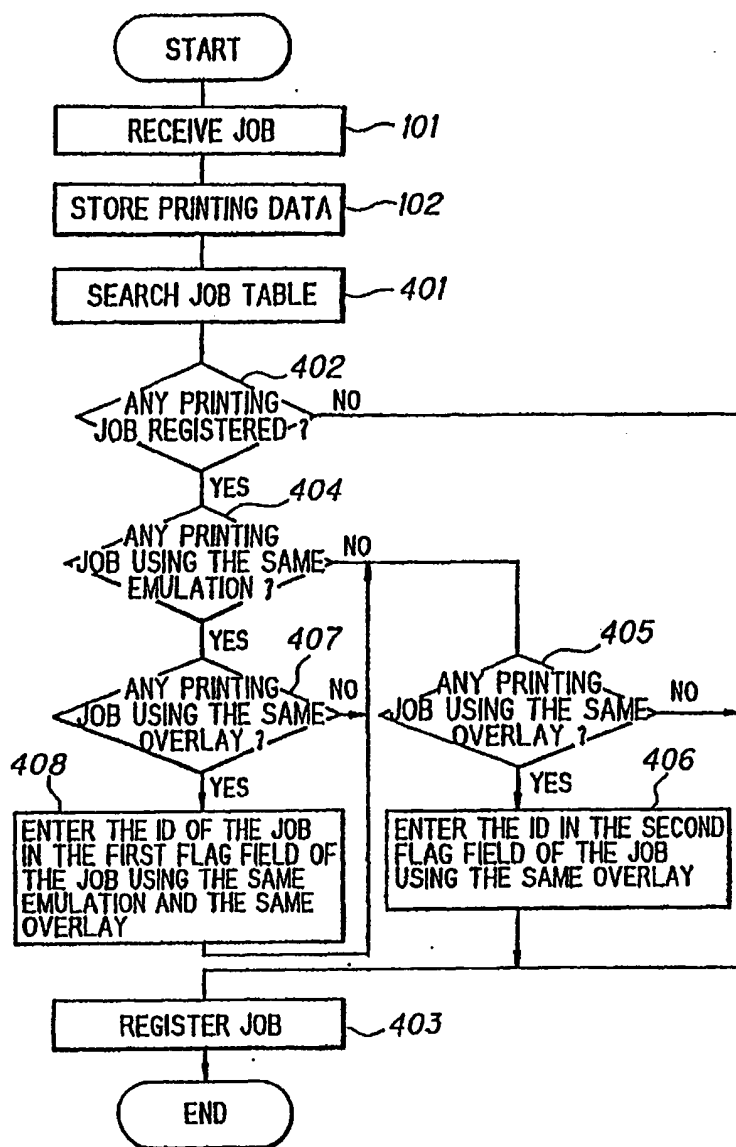 START
RECEIVE JOB
101
STORE PRINTING DATA
102
SEARCH JOB TABLE
401
402
ANY PRINTING
JOB REGISTERED ?
NO
YES
404
ANY PRINTING
JOB USING THE SAME
EMULATION ?
NO
YES
407
ANY PRINTING
JOB USING THE SAME
OVERLAY ?
NO
YES
405
ANY PRINTING
JOB USING THE SAME
OVERLAY ?
NO
YES
408
ENTER THE ID OF THE JOB
IN THE FIRST FLAG FIELD OF
THE JOB USING THE SAME
EMULATION AND THE SAME
OVERLAY
406
ENTER THE ID IN THE SECOND
FLAG FIELD OF THE JOB
USING THE SAME OVERLAY
REGISTER JOB
403
END